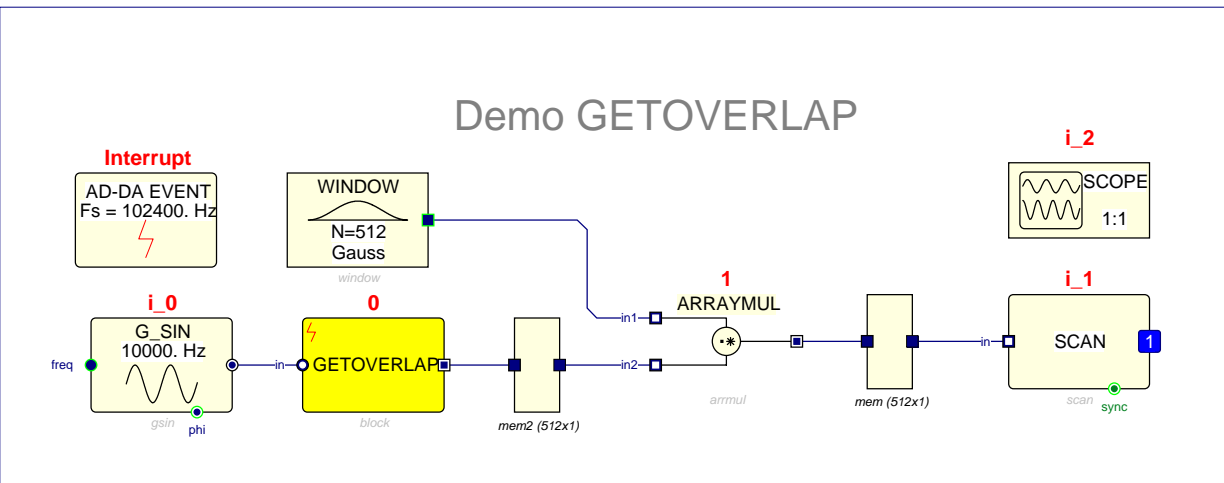 Demo GETOVERLAP
Interrupt
AD-DA EVENT
Fs = 102400. Hz
WINDOW
N=512
Gauss
window
i_2
SCOPE
1:1
i_0
G_SIN
10000. Hz
freq
phi
gsin
0
in
GETOVERLAP
block
mem2 (512x1)
1
ARRAYMUL
in1
in2
arrmul
mem (512x1)
i_1
in
SCAN
1
scan
sync